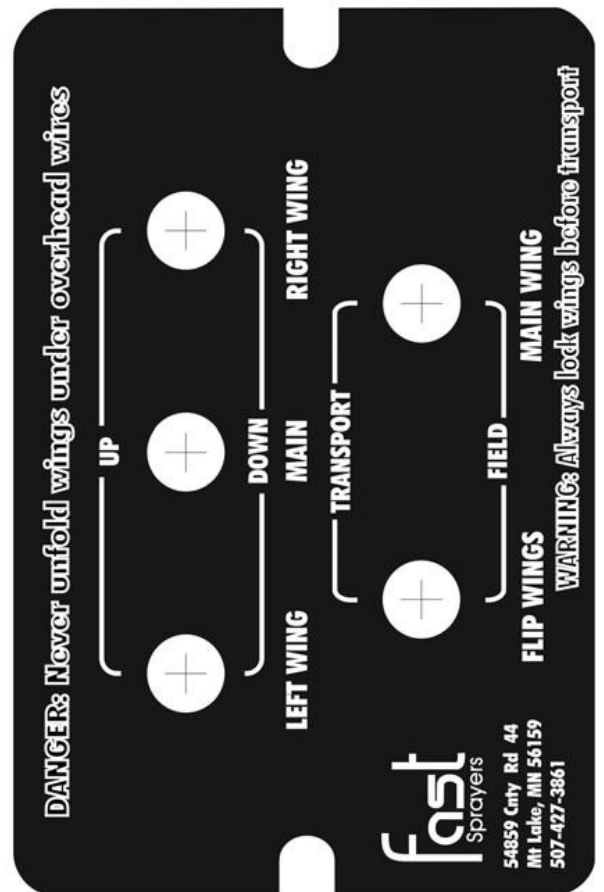 DANGER: Never unfold wings under overhead wires
UP
DOWN
LEFT WING MAIN RIGHT WING
TRANSPORT
FIELD
FLIP WINGS MAIN WING
WARNING: Always lock wings before transport
fast
Sprayers
54859 Cnty Rd 44
Mt Lake, MN 56159
507-427-3861